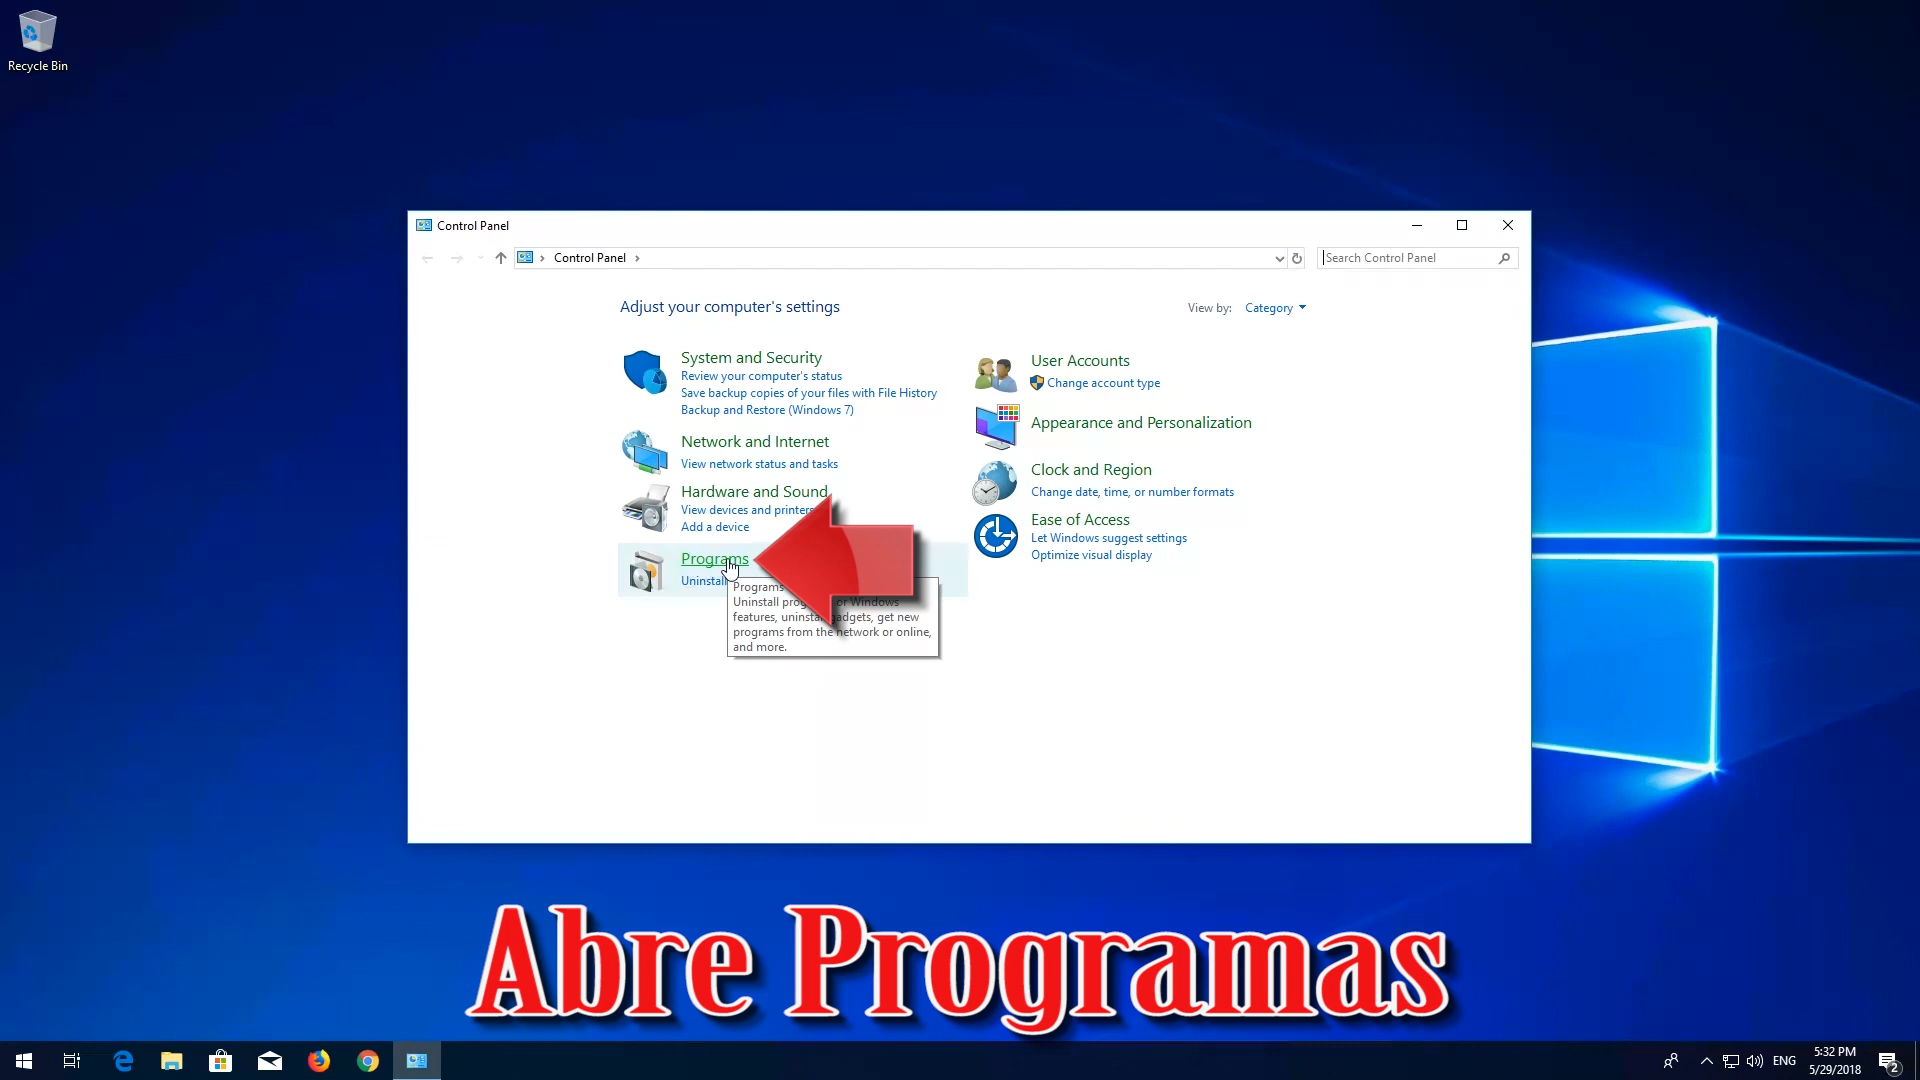 Recycle Bin
Control Panel
Control Panel
Search Control Panel
Adjust your computer's settings
View by: Category
System and Security
Review your computer's status
Save backup copies of your files with File History
Backup and Restore (Windows 7)
Network and Internet
View network status and tasks
Hardware and Sound
View devices and printers
Add a device
Programs
Uninstall
Programs
Uninstall or Windows
features, gadgets, get new
programs from the network or online,
and more.
User Accounts
Change account type
Appearance and Personalization
Clock and Region
Change date, time, or number formats
Ease of Access
Let Windows suggest settings
Optimize visual display
Abre Programas
ENG
5:32 PM
5/29/2018
2